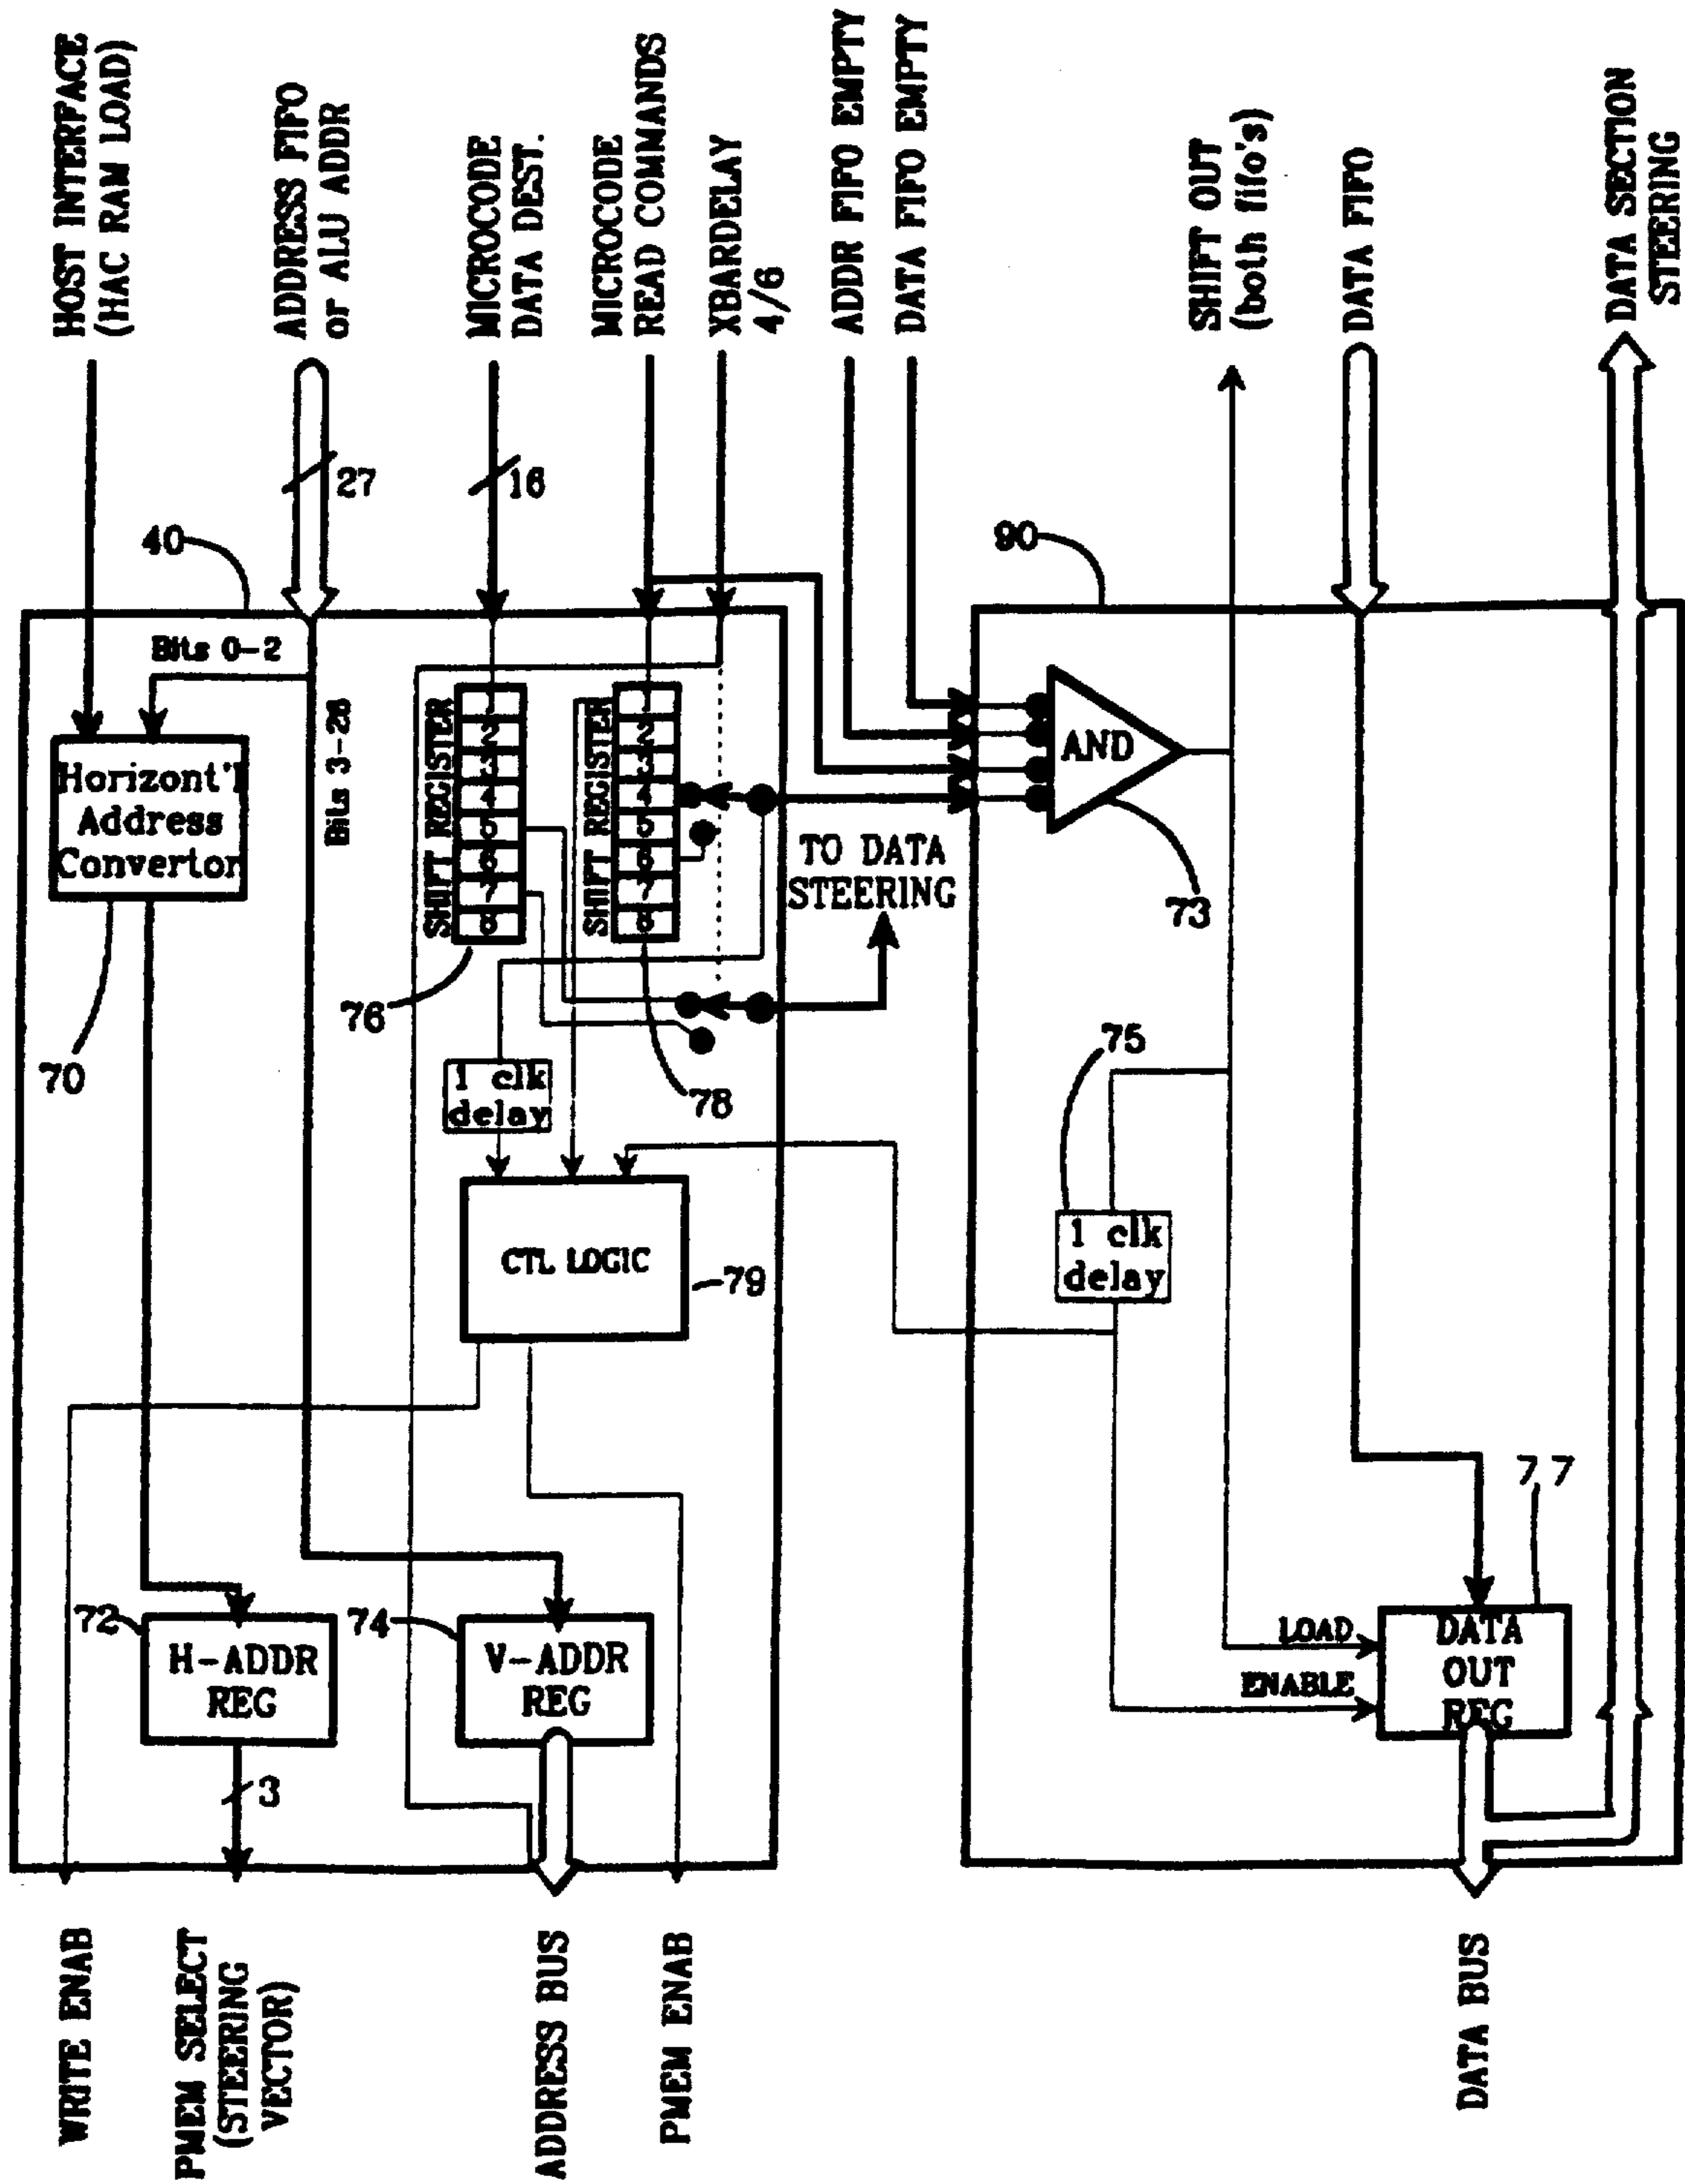 HOST INTERFACE
(HAC RAM LOAD)
ADDRESS FIFO
or ALU ADDR
MICROCODE
DATA DEST.
MICROCODE
READ COMMANDS
XBARDELAY
4/6
ADDR FIFO EMPTY
DATA FIFO EMPTY
SHIFT OUT
(both fifo's)
DATA FIFO
DATA SECTION
STEERING
27
16
40
90
Bits 0-2
Bits 3-26
Horizont'l
Address
Convertor
70
SHIFT REGISTER
1
2
3
4
5
6
7
8
76
SHIFT REGISTER
1
2
3
4
5
6
7
8
78
AND
73
TO DATA
STEERING
1 clk
delay
75
1 clk
delay
CTL LOGIC
79
77
72
H-ADDR
REG
74
V-ADDR
REG
LOAD
ENABLE
DATA
OUT
REG
3
WRITE ENAB
PMEM SELECT
(STEERING
VECTOR)
ADDRESS BUS
PMEM ENAB
DATA BUS